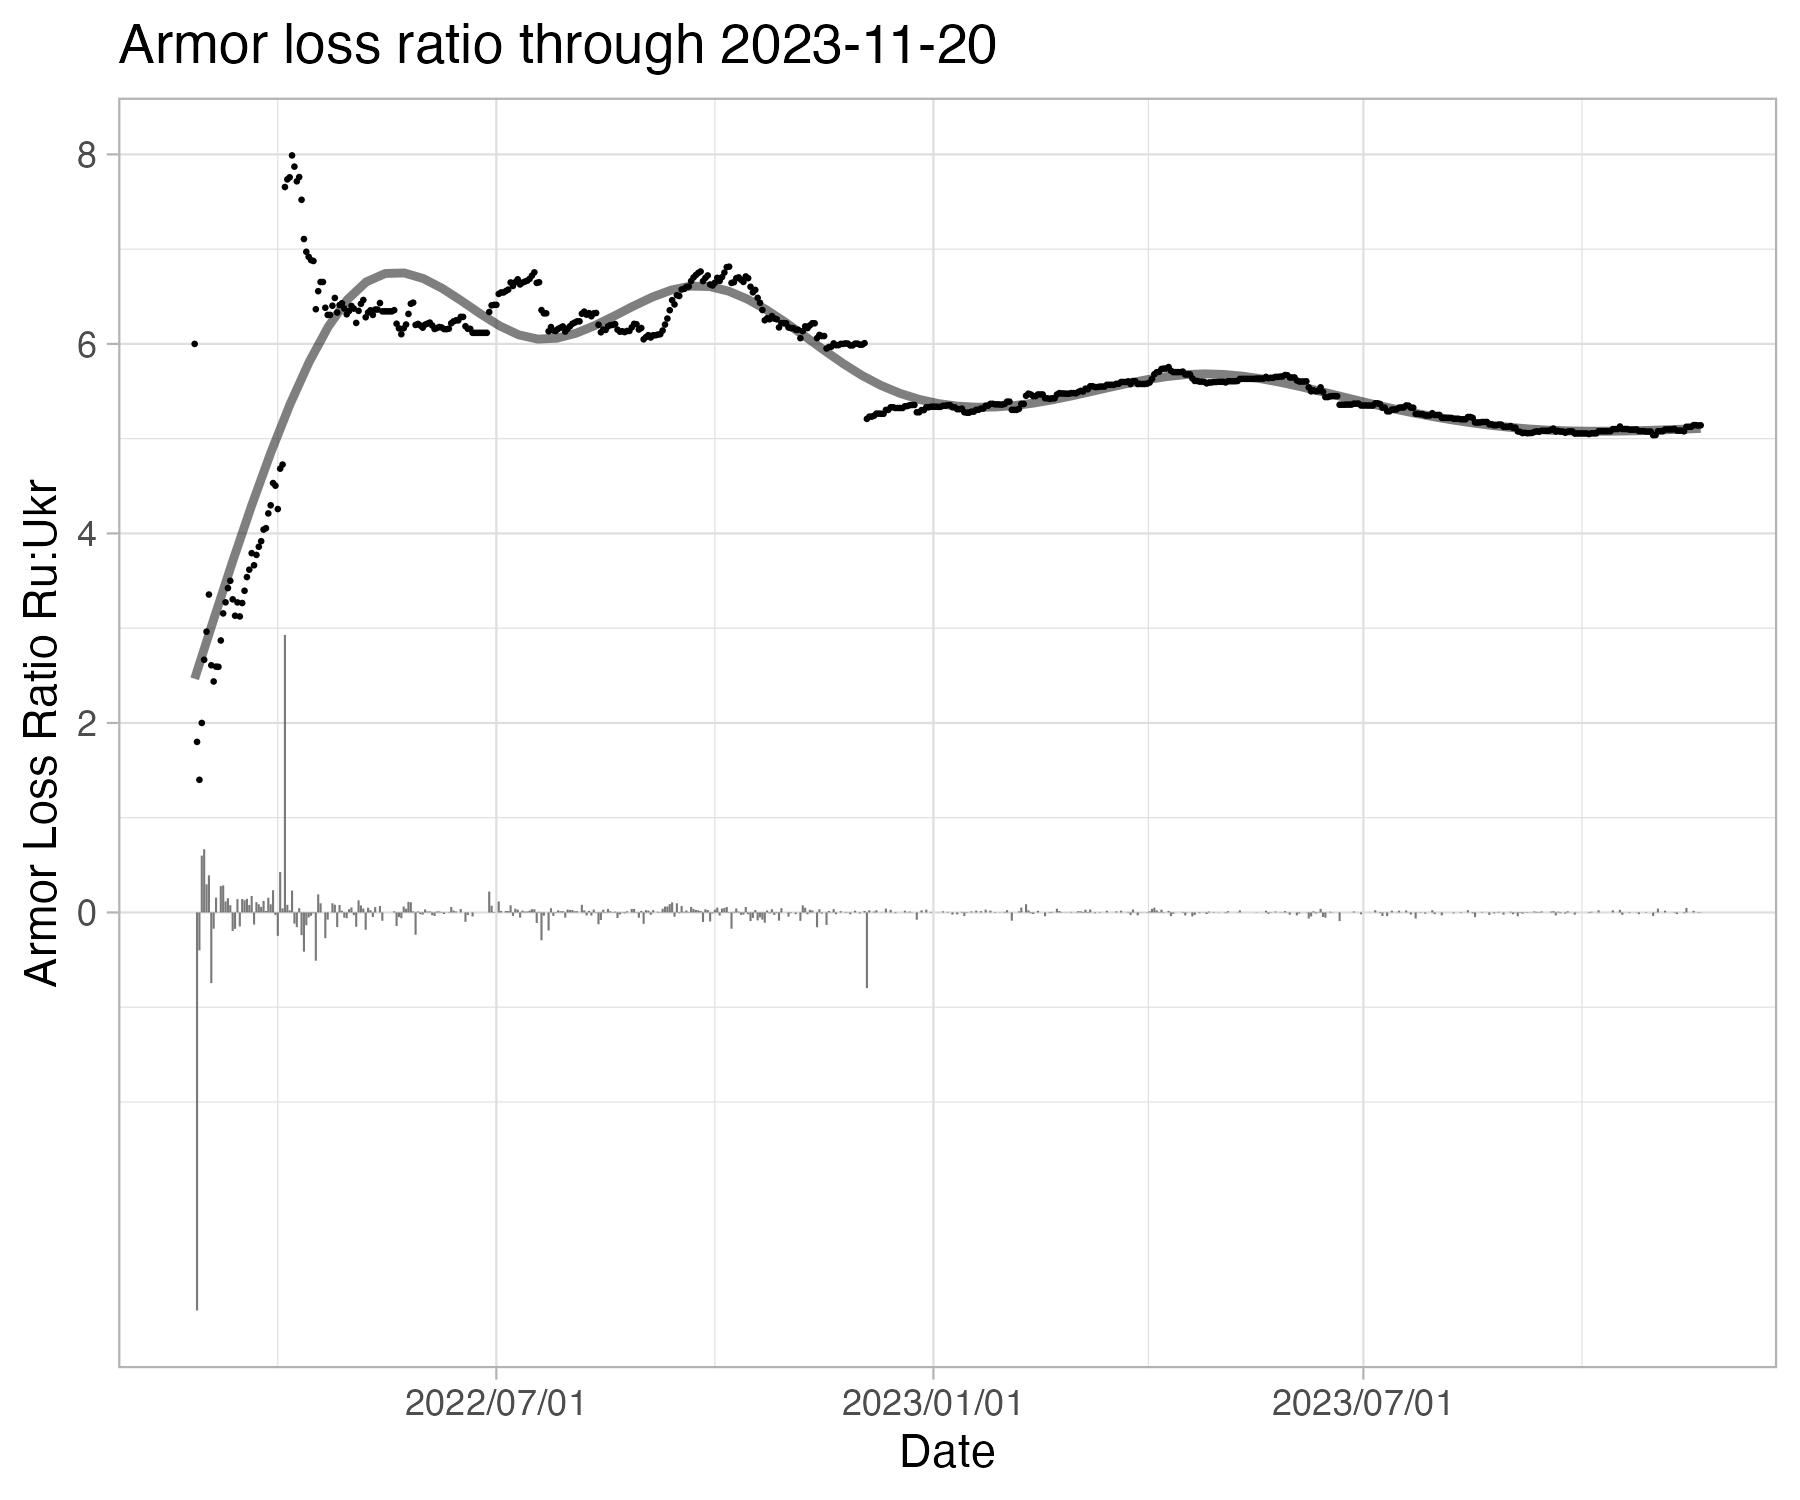 Armor loss ratio through 2023-11-20
Armor Loss Ratio Ru:Ukr
8
6
4
2
0
2022/07/01
2023/01/01
2023/07/01
Date